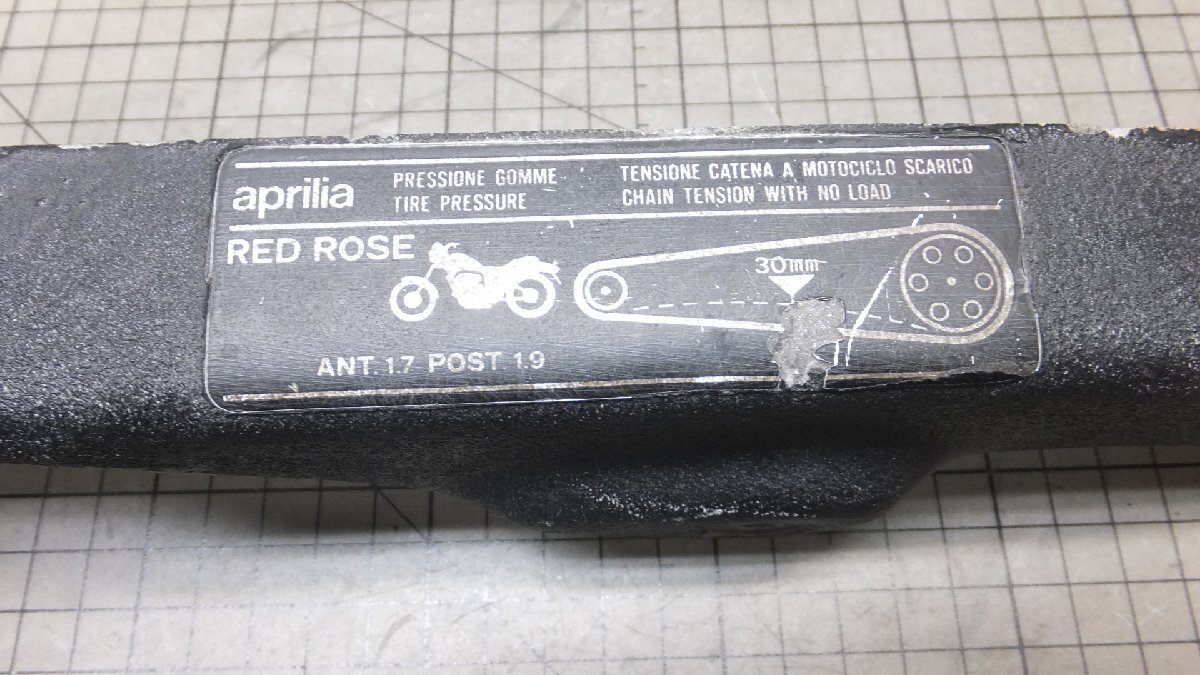 aprilia
PRESSIONE GOMME
TIRE PRESSURE
TENSIONE CATENA A MOTOCICLO SCARICO
CHAIN TENSION WITH NO LOAD
RED ROSE
30mm
ANT. 1.7 POST 1.9